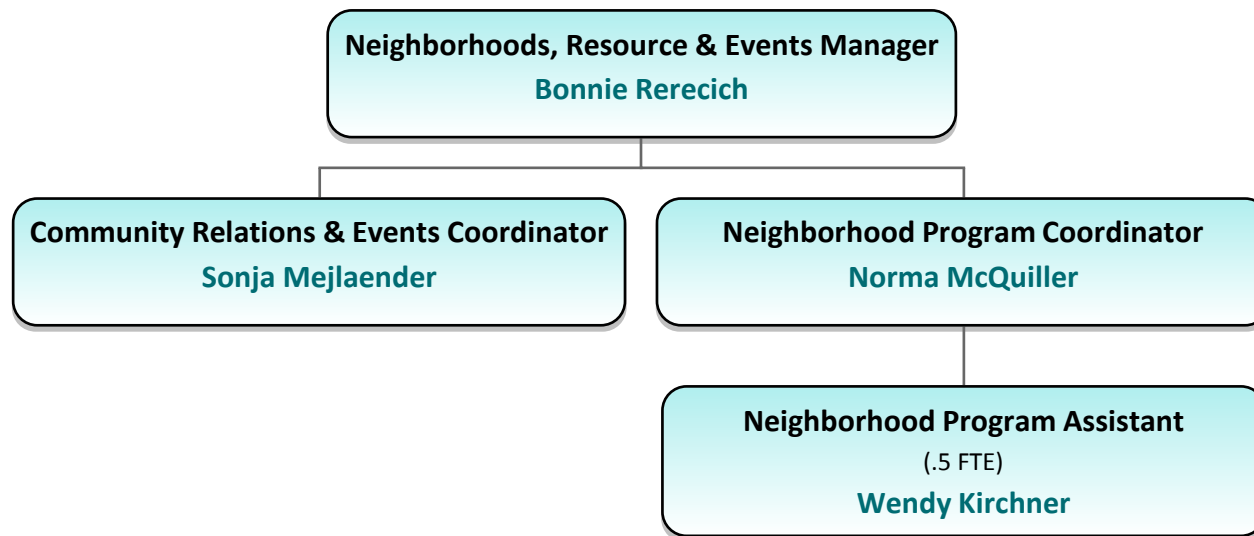 Neighborhoods, Resource & Events Manager
Bonnie Rerecich
Community Relations & Events Coordinator
Sonja Mejlaender
Neighborhood Program Coordinator
Norma McQuiller
Neighborhood Program Assistant
(.5 FTE)
Wendy Kirchner